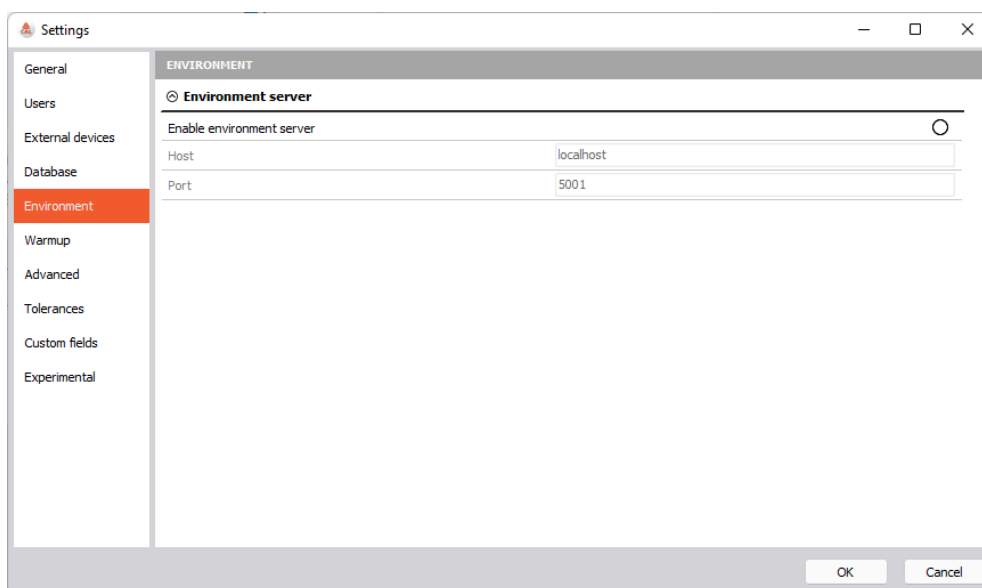 Settings
General
Users
External devices
Database
Environment
Warmup
Advanced
Tolerances
Custom fields
Experimental
ENVIRONMENT
Environment server
Enable environment server
Host localhost
Port 5001
OK Cancel